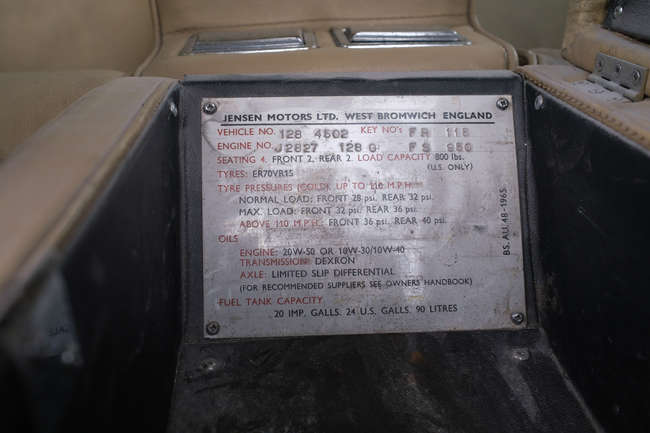 JENSEN MOTORS LTD. WEST BROMWICH ENGLAND
VEHICLE NO. 128 4502 KEY NO's FR 115
ENGINE NO. J2827 128 G FS 950
SEATING 4. FRONT 2, REAR 2. LOAD CAPACITY 800 lbs.
(U.S. ONLY)
TYRES: ER70VR15
TYRE PRESSURES (COLD), UP TO 110 M.P.H.
NORMAL LOAD: FRONT 28 psi. REAR 32 psi.
MAX. LOAD: FRONT 32 psi. REAR 36 psi.
ABOVE 110 M.P.H. FRONT 36 psi. REAR 40 psi.
OILS
ENGINE: 20W-50 OR 10W-30/10W-40
TRANSMISSION: DEXRON
AXLE: LIMITED SLIP DIFFERENTIAL
(FOR RECOMMENDED SUPPLIERS SEE OWNERS HANDBOOK)
FUEL TANK CAPACITY
20 IMP. GALLS. 24 U.S. GALLS. 90 LITRES
BS. AU. 48-1965